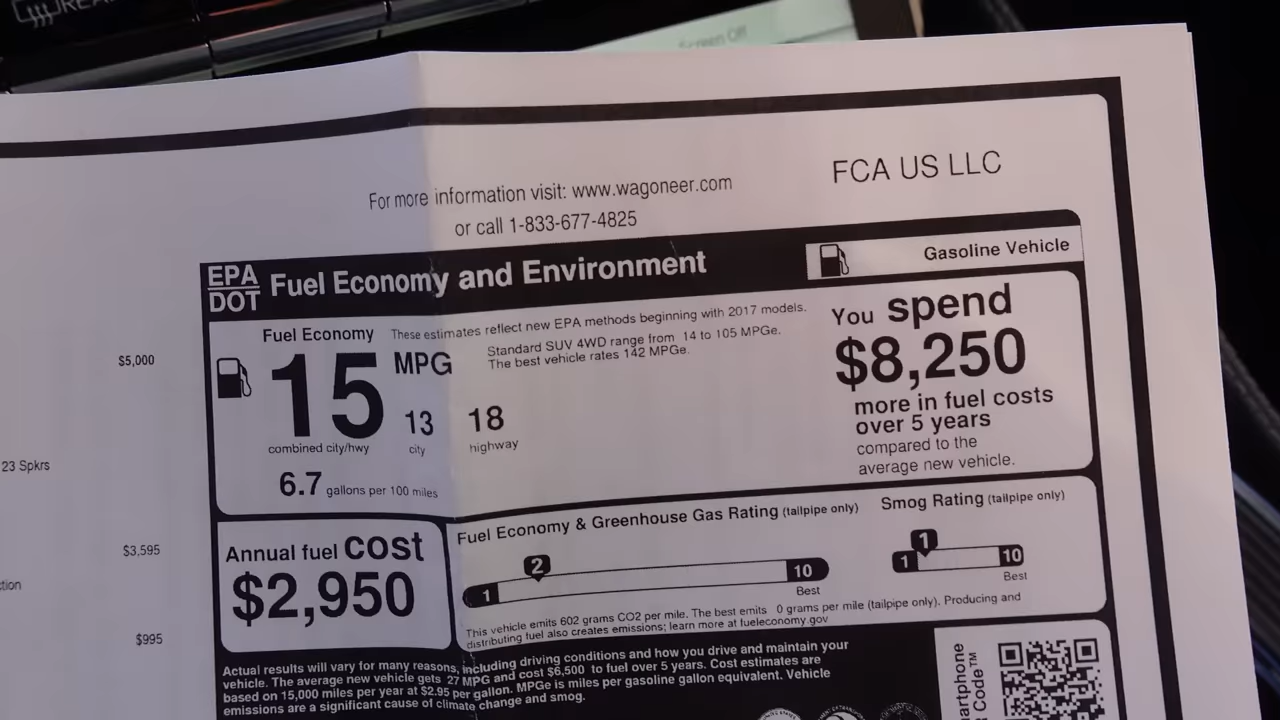 REA
Screen Off
FCA US LLC
For more information visit: www.wagoneer.com
or call 1-833-677-4825
EPA
DOT
Fuel Economy and Environment
Gasoline Vehicle
Fuel Economy
These estimates reflect new EPA methods beginning with 2017 models.
15 MPG
Standard SUV 4WD range from 14 to 105 MPGe.
The best vehicle rates 142 MPGe.
13
18
combined city/hwy
city
highway
6.7 gallons per 100 miles
You spend
$8,250
more in fuel costs
over 5 years
compared to the
average new vehicle.
$5,000
23 Spkrs
$3,595
ction
$995
Annual fuel cost
$2,950
Fuel Economy & Greenhouse Gas Rating (tailpipe only)
2
1
10
Best
Smog Rating (tailpipe only)
1
1
10
Best
This vehicle emits 602 grams CO2 per mile. The best emits 0 grams per mile (tailpipe only). Producing and
distributing fuel also creates emissions; learn more at fueleconomy.gov
Actual results will vary for many reasons, including driving conditions and how you drive and maintain your
vehicle. The average new vehicle gets 27 MPG and cost $6,500 to fuel over 5 years. Cost estimates are
based on 15,000 miles per year at $2.95 per gallon. MPGe is miles per gasoline gallon equivalent. Vehicle
emissions are a significant cause of climate change and smog.
artphone
Code™